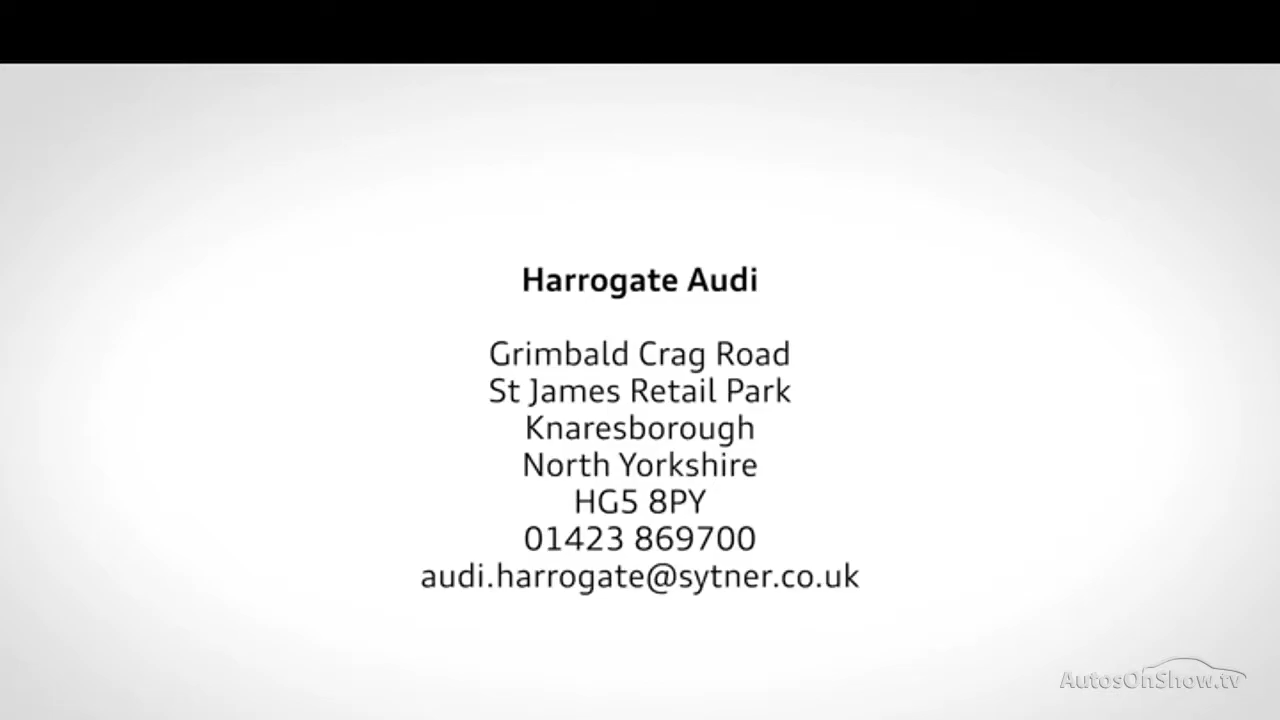 Harrogate Audi
Grimbald Crag Road
St James Retail Park
Knaresborough
North Yorkshire
HG5 8PY
01423 869700
audi.harrogate@sytner.co.uk
AutosOnShow.tv